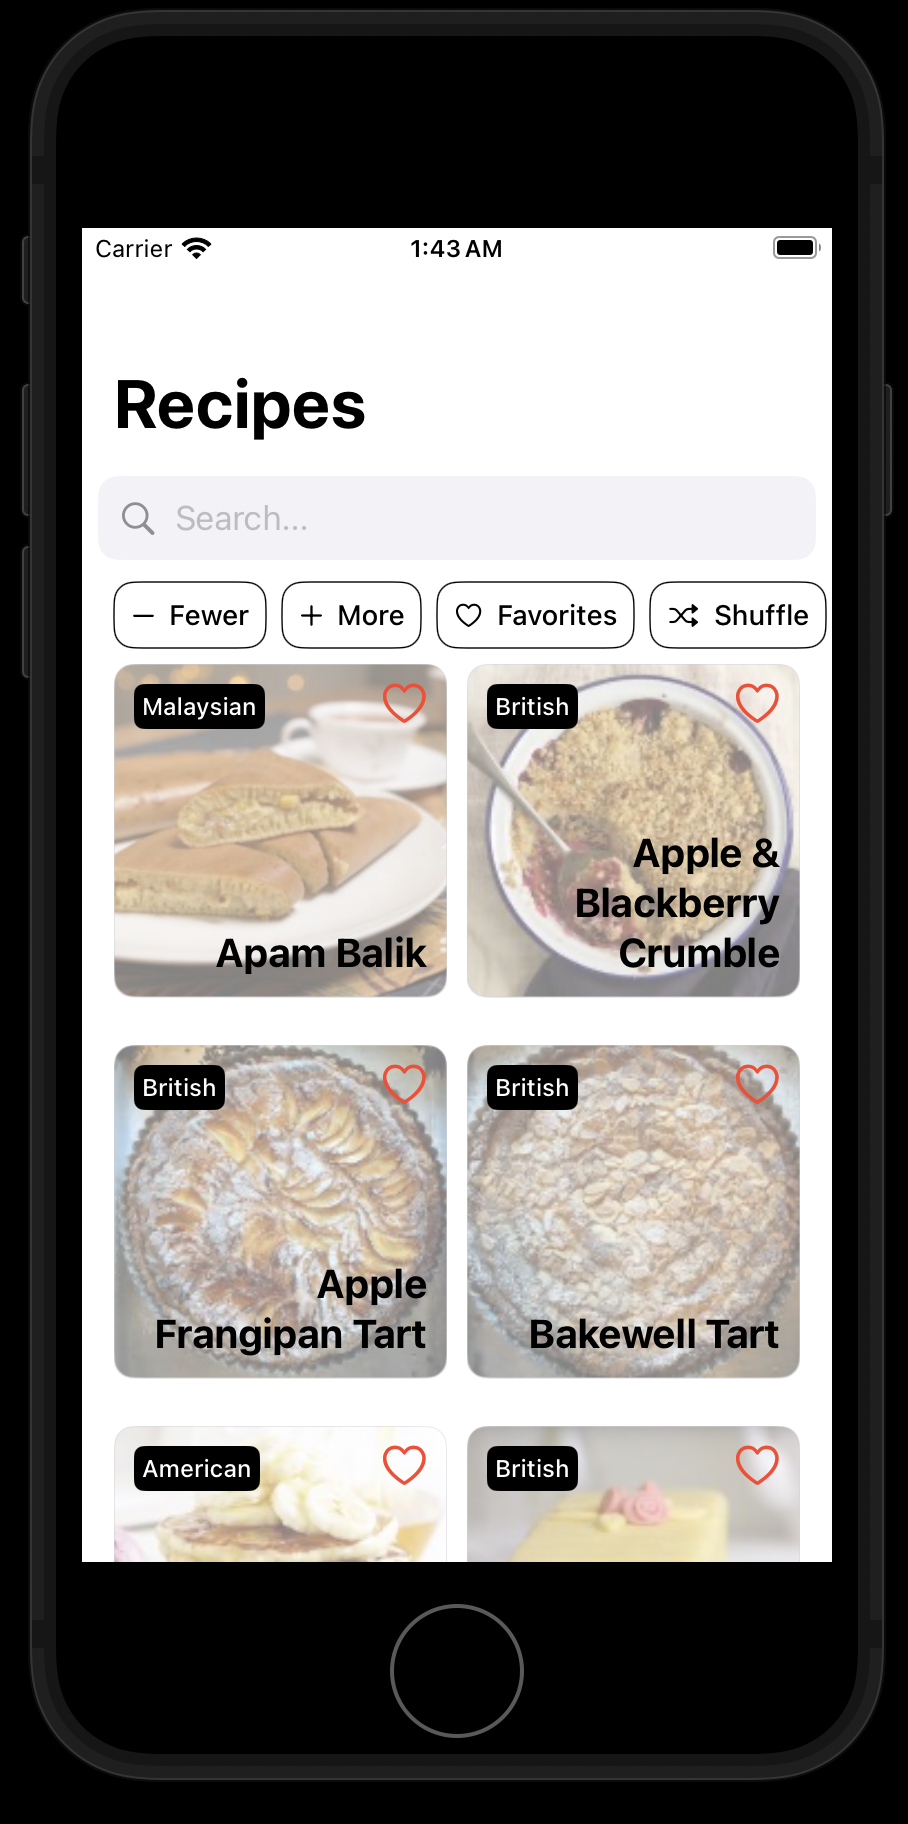 Carrier 1:43 AM
Recipes
Search...
Fewer More Favorites Shuffle
Malaysian
Apam Balik
British
Apple &
Blackberry
Crumble
British
Apple
Frangipan Tart
British
Bakewell Tart
American
British